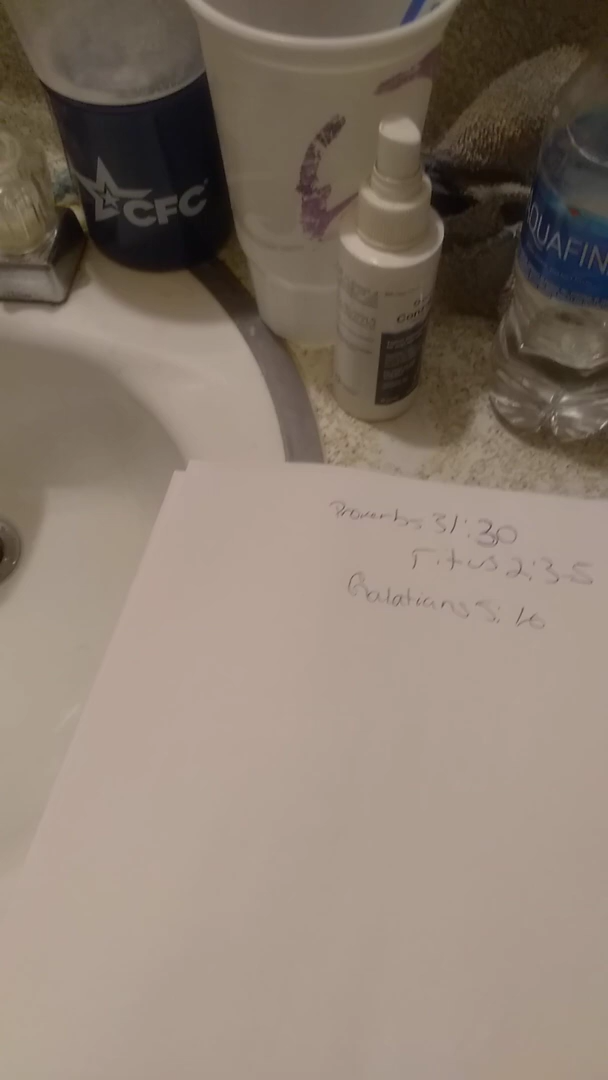 CFC
AQUAFIN
Proverbs 31:30
Titus 2:3-5
Galatians 5:16